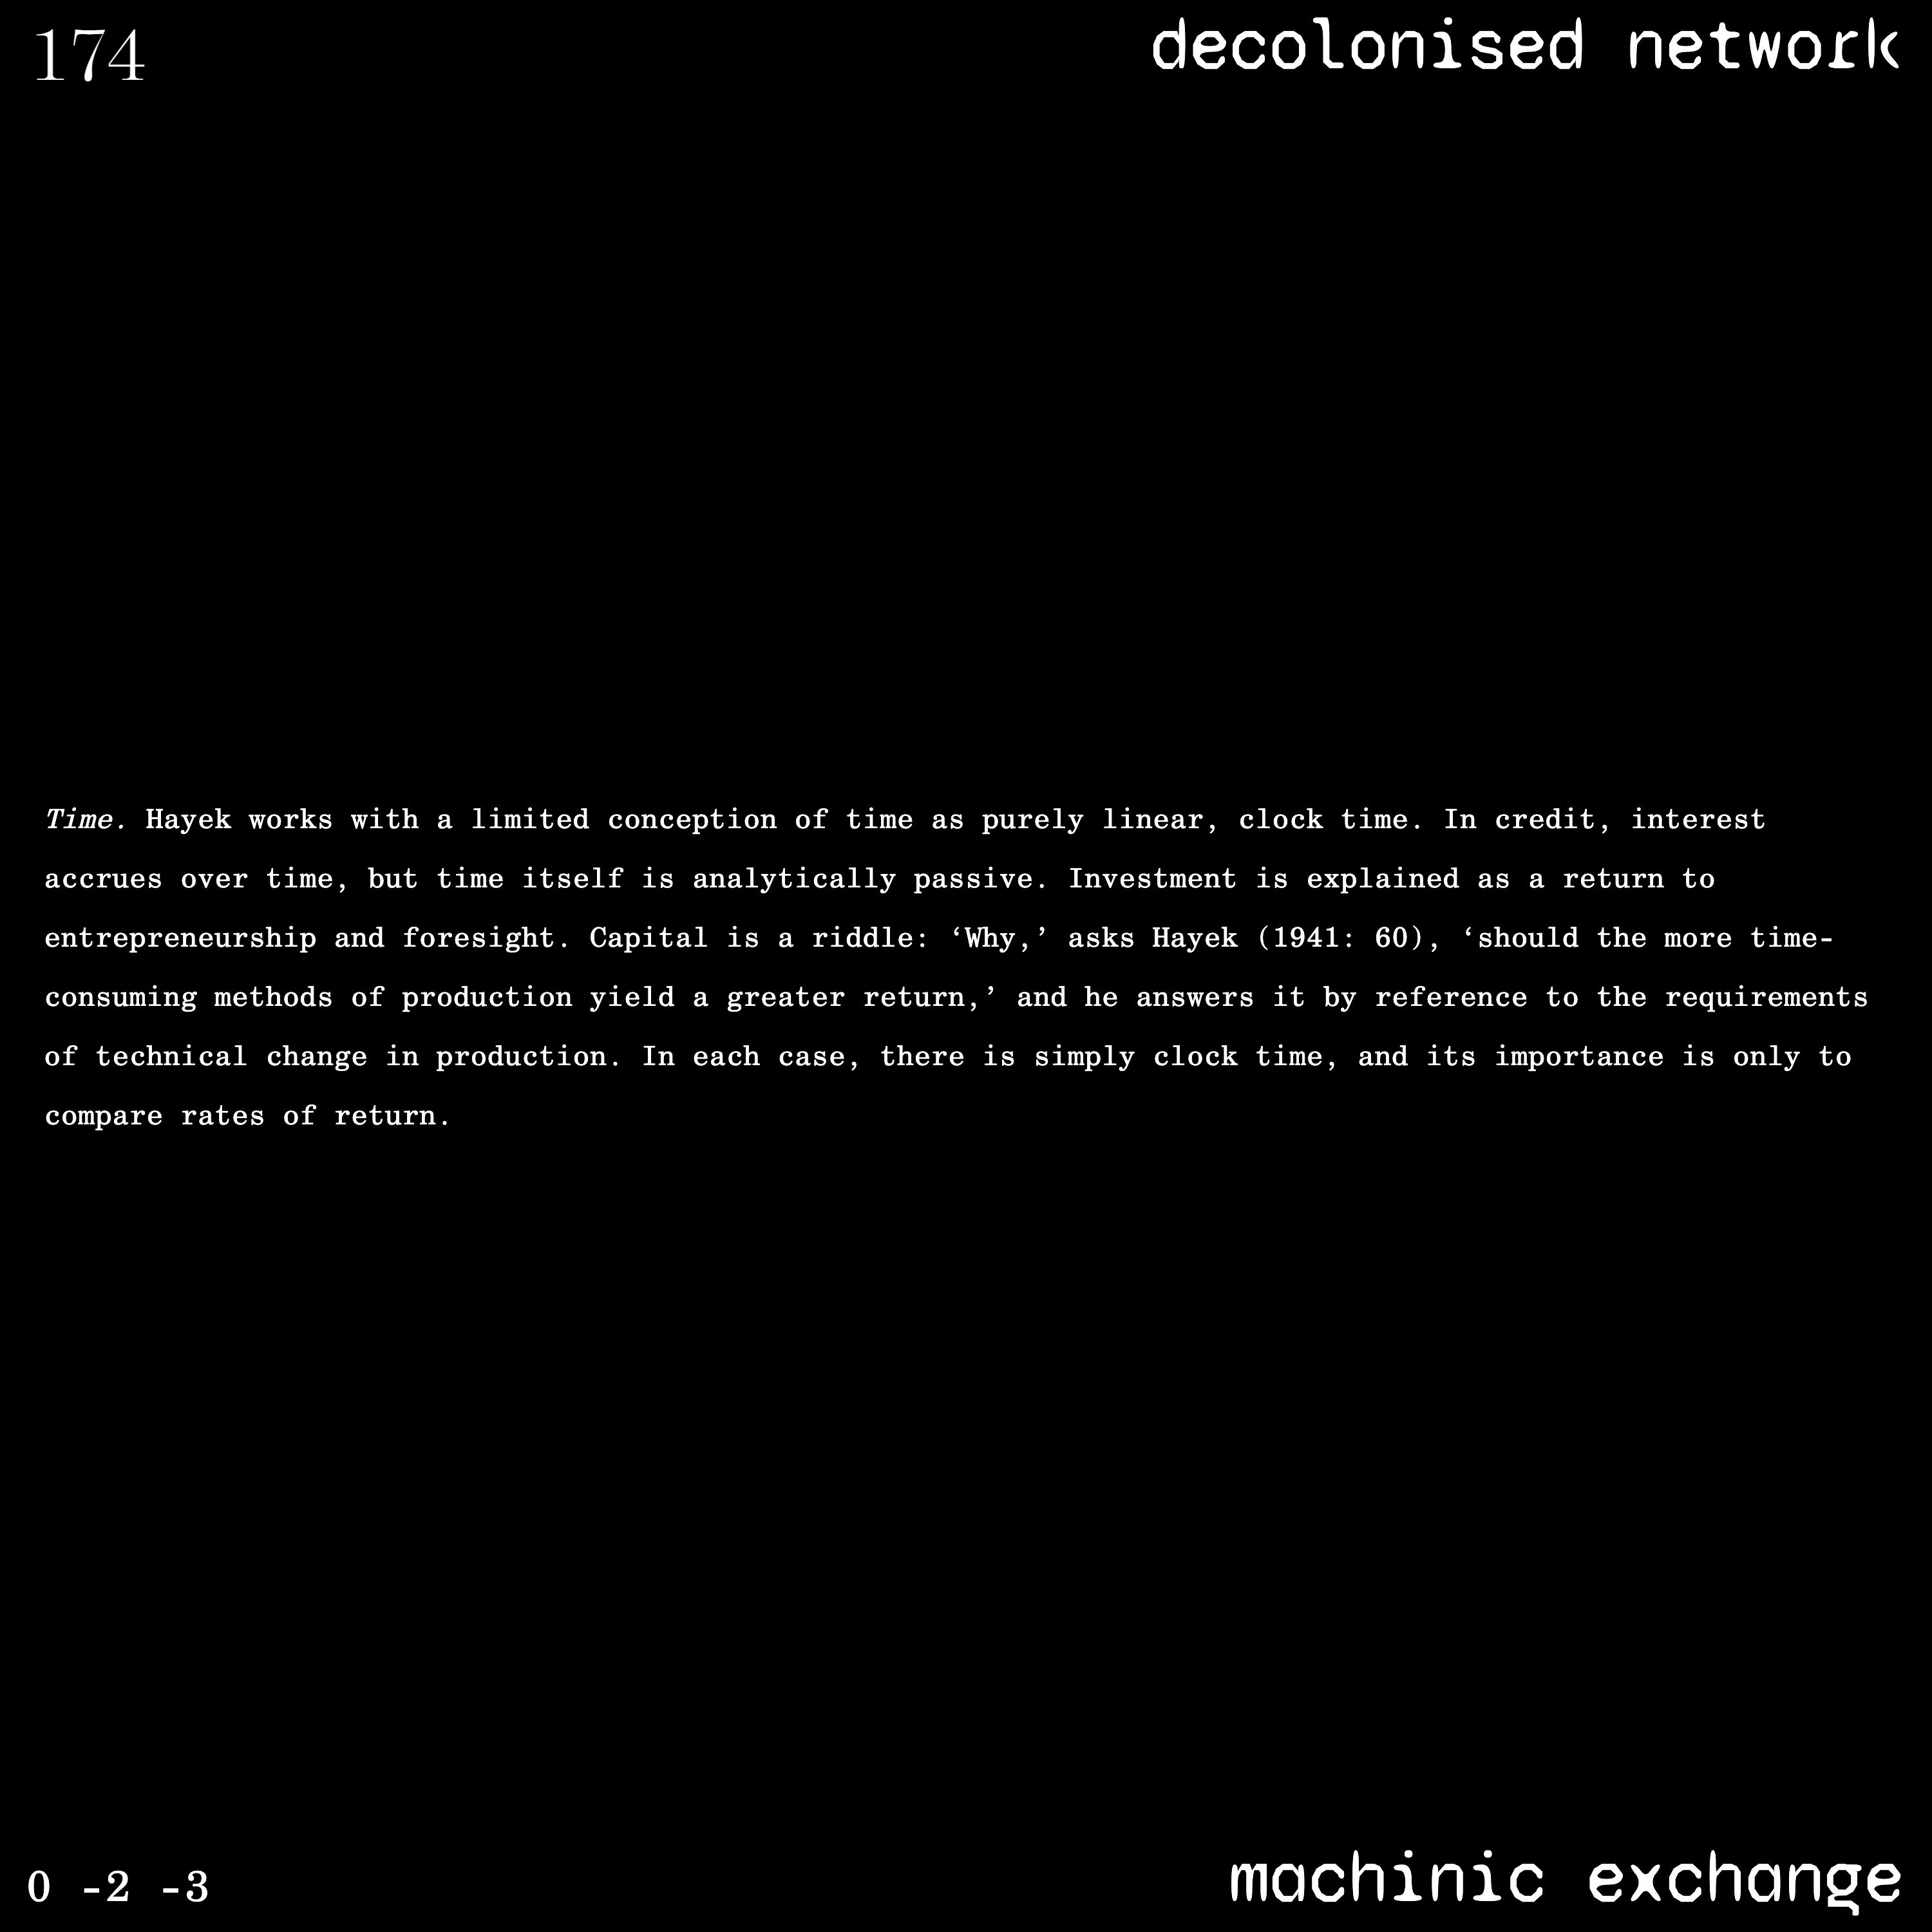 174
decolonised network
Time. Hayek works with a limited conception of time as purely linear, clock time. In credit, interest
accrues over time, but time itself is analytically passive. Investment is explained as a return to
entrepreneurship and foresight. Capital is a riddle: ‘Why,’ asks Hayek (1941: 60), ‘should the more time-
consuming methods of production yield a greater return,’ and he answers it by reference to the requirements
of technical change in production. In each case, there is simply clock time, and its importance is only to
compare rates of return.
0 -2 -3
machinic exchange